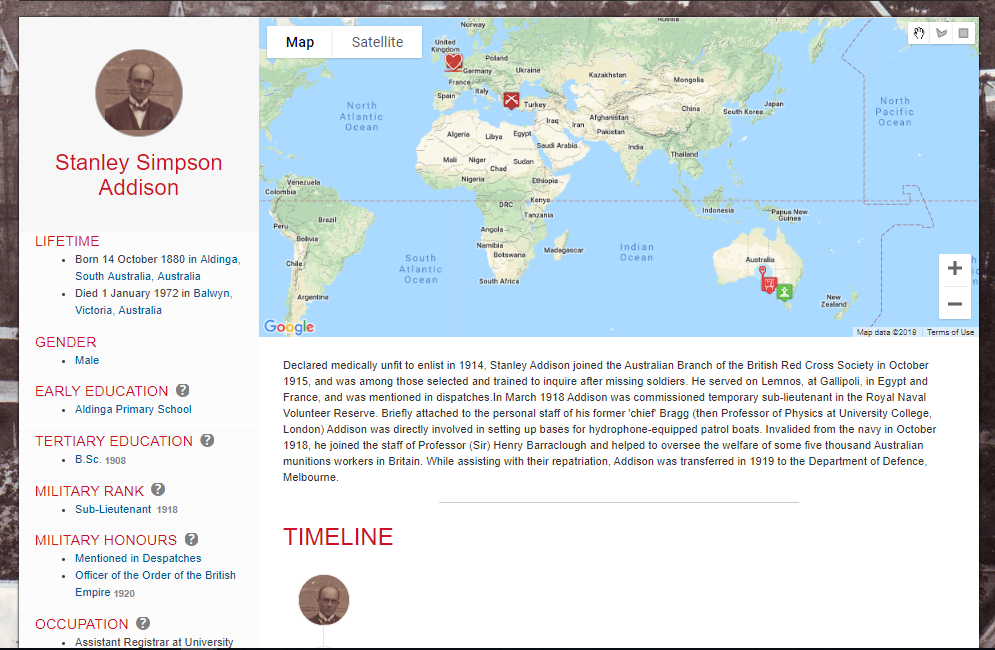 Stanley Simpson
Addison
LIFETIME
Born 14 October 1880 in Aldinga,
South Australia, Australia
Died 1 January 1972 in Balwyn,
Victoria, Australia
GENDER
Male
EARLY EDUCATION ?
Aldinga Primary School
TERTIARY EDUCATION ?
B.Sc. 1908
MILITARY RANK ?
Sub-Lieutenant 1918
MILITARY HONOURS ?
Mentioned in Despatches
Officer of the Order of the British
Empire 1920
OCCUPATION ?
Assistant Registrar at University
Map Satellite
Russia
Norway
United
Kingdom
Poland
Germany
Ukraine
France
Kazakhstan
Mongolia
Italy
Spain
Turkey
North
Atlantic
Ocean
China
Japan
South Korea
North
Pacific
Ocean
Iraq
Iran
Afghanistan
Pakistan
Algeria
Libya
Egypt
Saudi Arabia
India
Thailand
Mali
Niger
Chad
Sudan
Nigeria
Ethiopia
Venezuela
Colombia
DRC
Kenya
Tanzania
Indonesia
Papua New
Guinea
Peru
Brazil
Bolivia
Angola
Namibia
Botswana
Madagascar
Indian
Ocean
South
Atlantic
Ocean
Chile
South Africa
Argentina
Australia
New
Zealand
+
−
Google
Map data ©2018 Terms of Use
Declared medically unfit to enlist in 1914, Stanley Addison joined the Australian Branch of the British Red Cross Society in October
1915, and was among those selected and trained to inquire after missing soldiers. He served on Lemnos, at Gallipoli, in Egypt and
France, and was mentioned in dispatches.In March 1918 Addison was commissioned temporary sub-lieutenant in the Royal Naval
Volunteer Reserve. Briefly attached to the personal staff of his former 'chief' Bragg (then Professor of Physics at University College,
London) Addison was directly involved in setting up bases for hydrophone-equipped patrol boats. Invalided from the navy in October
1918, he joined the staff of Professor (Sir) Henry Barraclough and helped to oversee the welfare of some five thousand Australian
munitions workers in Britain. While assisting with their repatriation, Addison was transferred in 1919 to the Department of Defence,
Melbourne.
TIMELINE